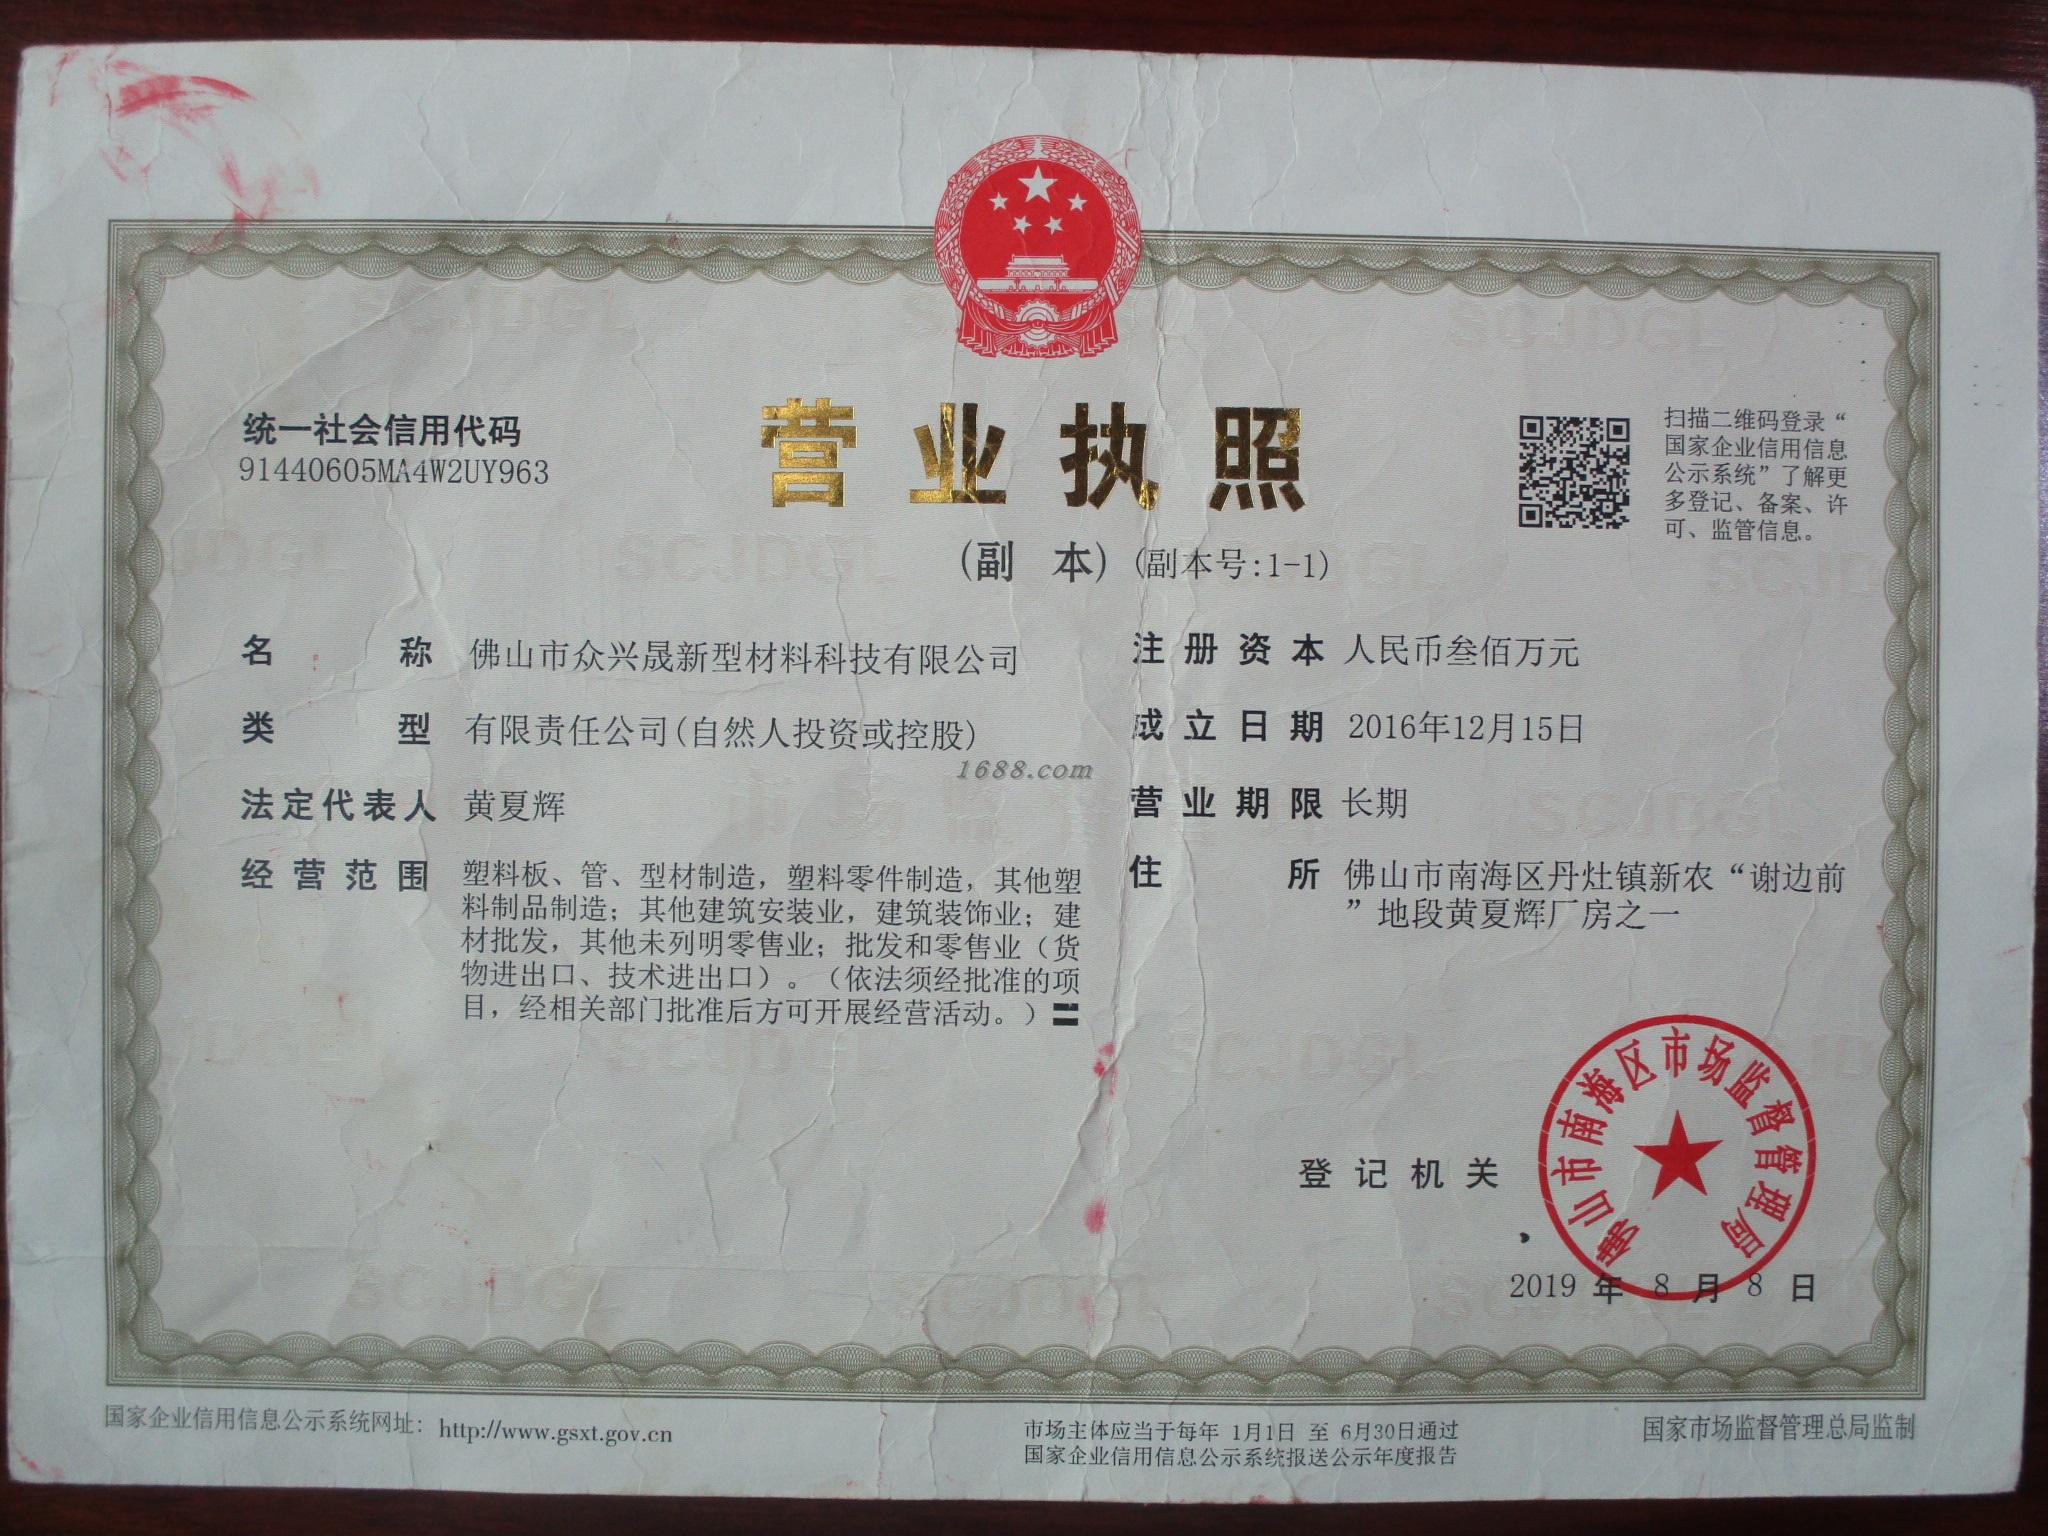 统一社会信用代码
91440605MA4W2UY963
营业执照
(副 本) (副本号:1-1)
扫描二维码登录“
国家企业信用信息
公示系统”了解更
多登记、备案、许
可、监管信息。
名 称 佛山市众兴晟新型材料科技有限公司
类 型 有限责任公司(自然人投资或控股)
法定代表人 黄夏辉
经营范围 塑料板、管、型材制造，塑料零件制造，其他塑
料制品制造；其他建筑安装业，建筑装饰业；建
材批发，其他未列明零售业；批发和零售业（货
物进出口、技术进出口）。（依法须经批准的项
目，经相关部门批准后方可开展经营活动。）
注册资本 人民币叁佰万元
成立日期 2016年12月15日
营业期限 长期
住 所 佛山市南海区丹灶镇新农“谢边前
”地段黄夏辉厂房之一
1688.com
登记机关
佛山市南海区市场监督管理局
2019 年 8 月 8 日
国家企业信用信息公示系统网址：http://www.gsxt.gov.cn
市场主体应当于每年 1月1日 至 6月30日通过
国家企业信用信息公示系统报送公示年度报告
国家市场监督管理总局监制